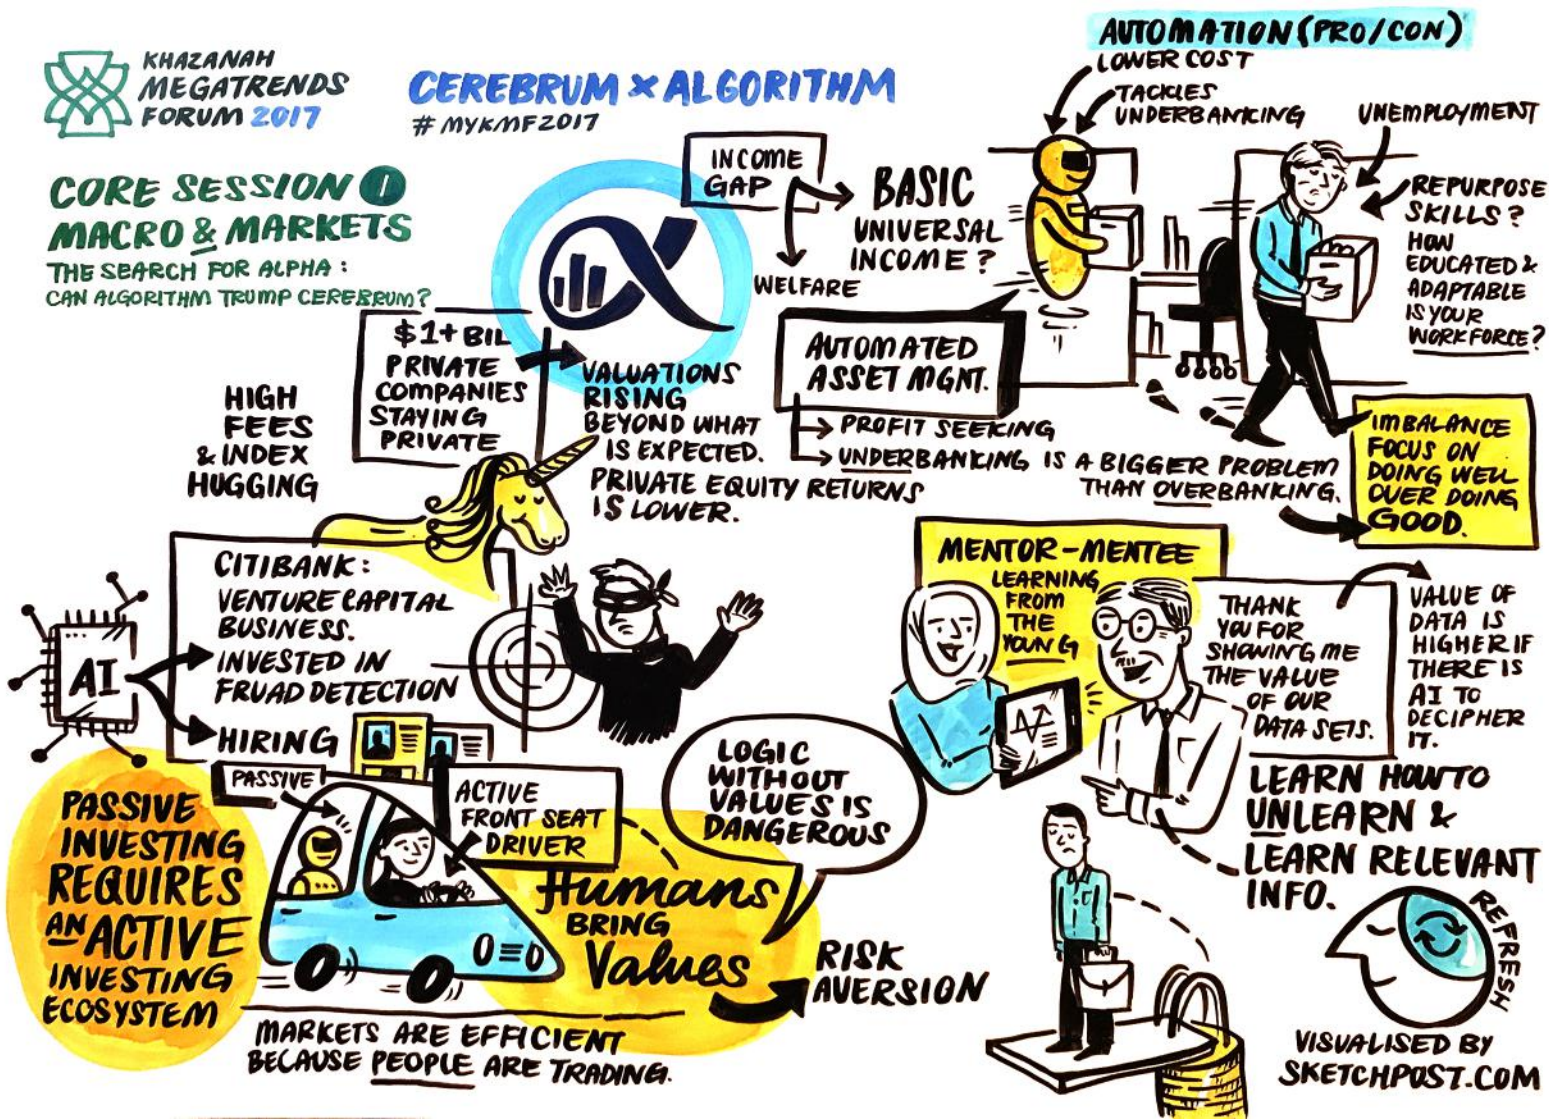 KHAZANAH
MEGATRENDS
FORUM 2017
CEREBRUM × ALGORITHM
# MYKMF2017
CORE SESSION 1
MACRO & MARKETS
THE SEARCH FOR ALPHA :
CAN ALGORITHM TRUMP CEREBRUM?
INCOME
GAP
BASIC
UNIVERSAL
INCOME?
WELFARE
AUTOMATION (PRO/CON)
LOWER COST
TACKLES
UNDERBANKING
UNEMPLOYMENT
REPURPOSE
SKILLS?
HOW
EDUCATED &
ADAPTABLE
IS YOUR
WORKFORCE?
$1+ BIL
PRIVATE
COMPANIES
STAYING
PRIVATE
VALUATIONS
RISING
BEYOND WHAT
IS EXPECTED.
PRIVATE EQUITY RETURNS
IS LOWER.
AUTOMATED
ASSET MGNT.
PROFIT SEEKING
UNDERBANKING IS A BIGGER PROBLEM
THAN OVERBANKING.
IMBALANCE
FOCUS ON
DOING WELL
OVER DOING
GOOD.
HIGH
FEES
& INDEX
HUGGING
AI
CITIBANK:
VENTURE CAPITAL
BUSINESS.
INVESTED IN
FRUAD DETECTION
HIRING
MENTOR-MENTEE
LEARNING
FROM
THE
YOUNG
THANK
YOU FOR
SHOWING ME
THE VALUE
OF OUR
DATA SETS.
VALUE OF
DATA IS
HIGHER IF
THERE IS
AI TO
DECIPHER
IT.
LEARN HOW TO
UNLEARN &
LEARN RELEVANT
INFO.
PASSIVE
INVESTING
REQUIRES
AN ACTIVE
INVESTING
ECOSYSTEM
PASSIVE
ACTIVE
FRONT SEAT
DRIVER
LOGIC
WITHOUT
VALUES IS
DANGEROUS
Humans
BRING
Values
RISK
AVERSION
MARKETS ARE EFFICIENT
BECAUSE PEOPLE ARE TRADING.
REFRESH
VISUALISED BY
SKETCHPOST.COM